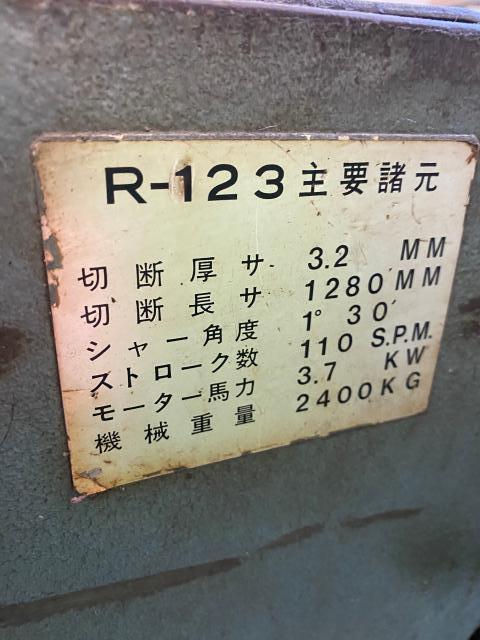 R-123 主要諸元
切断厚サ 3.2 MM
切断長サ 1280 MM
シャー角度 1° 30′
ストローク数 110 S.P.M.
モーター馬力 3.7 KW
機械重量 2400 KG